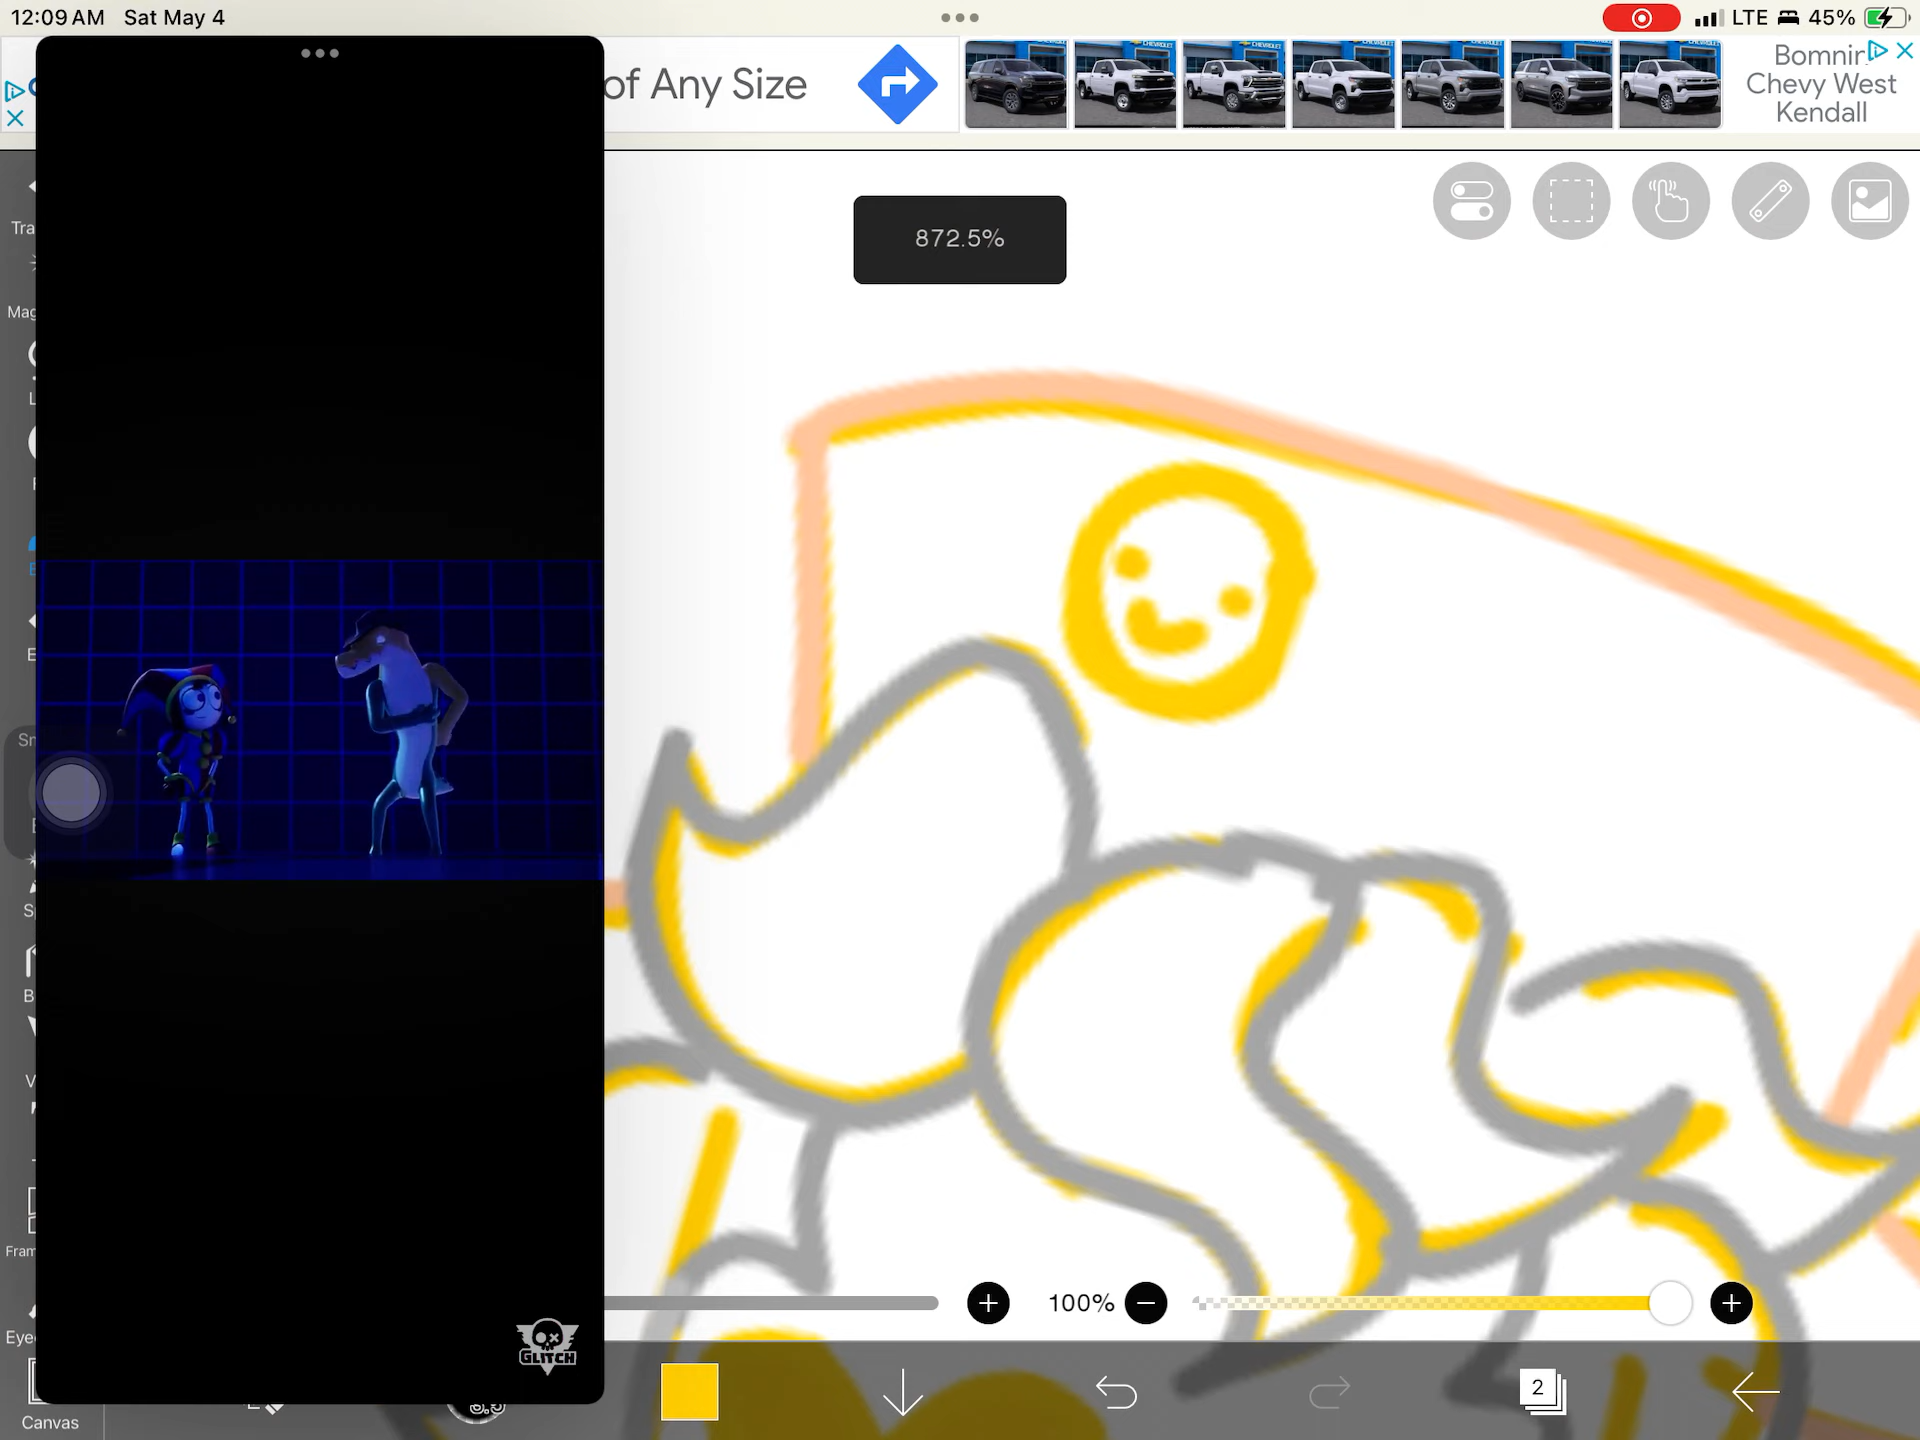 12:09 AM Sat May 4
LTE 45%
of Any Size
Bomnin
Chevy West
Kendall
872.5%
Tra
Mag
L
E
E
Sn
E
S
B
V
Fram
Eye
Canvas
100%
GLITCH
2